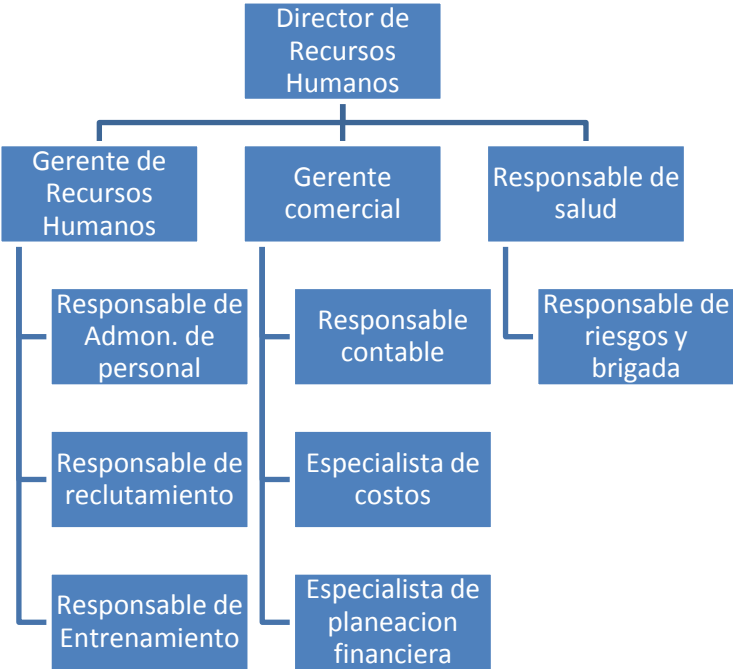 Director de
Recursos
Humanos
Gerente de
Recursos
Humanos
Gerente
comercial
Responsable de
salud
Responsable de
Admon. de
personal
Responsable
contable
Responsable de
riesgos y
brigada
Responsable de
reclutamiento
Especialista de
costos
Responsable de
Entrenamiento
Especialista de
planeacion
financiera